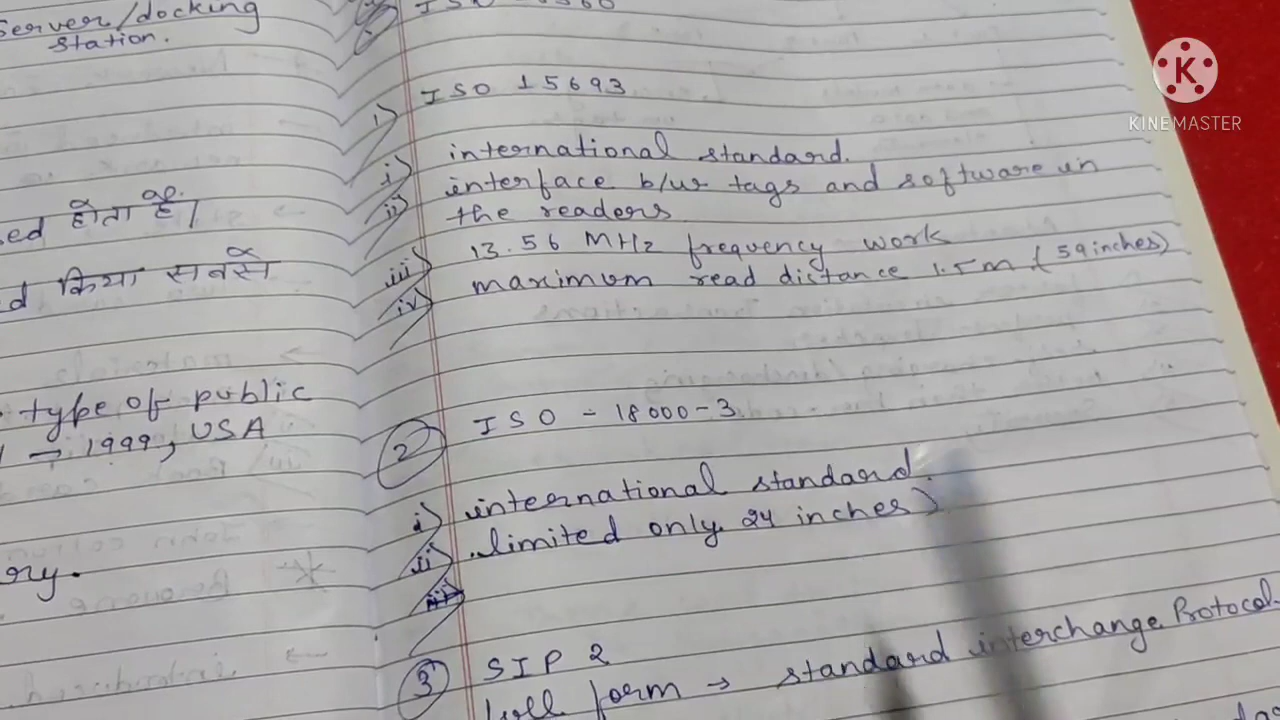 Server/docking
station.
होता है।
किया सबसे
type of public
→ 1999, USA
ISO 15693
i) international standard.
ii) interface b/w tags and software in
the readers
iii) 13.56 MHz frequency work
iv) maximum read distance 1.5m (59 inches)
2 ISO - 18000-3
i) international standard.
ii) limited only 24 inches)
3 SIP 2
full form → standard interchange Protocol
KINEMASTER